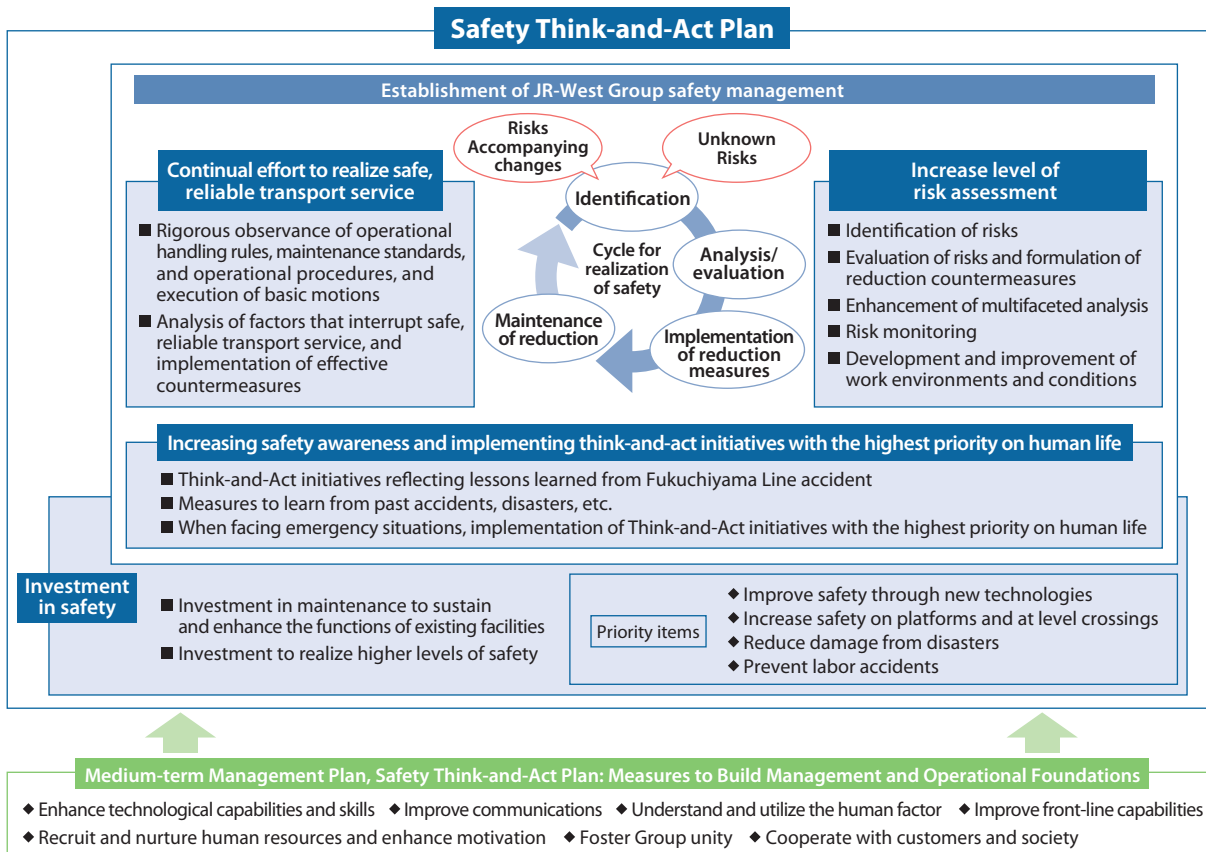 Safety Think-and-Act Plan
Establishment of JR-West Group safety management
Continual effort to realize safe,
reliable transport service
■ Rigorous observance of operational
handling rules, maintenance standards,
and operational procedures, and
execution of basic motions
■ Analysis of factors that interrupt safe,
reliable transport service, and
implementation of effective
countermeasures
Risks
Accompanying
changes
Unknown
Risks
Identification
Analysis/
evaluation
Implementation
of reduction
measures
Maintenance
of reduction
Cycle for
realization
of safety
Increase level of
risk assessment
■ Identification of risks
■ Evaluation of risks and formulation of
reduction countermeasures
■ Enhancement of multifaceted analysis
■ Risk monitoring
■ Development and improvement of
work environments and conditions
Increasing safety awareness and implementing think-and-act initiatives with the highest priority on human life
■ Think-and-Act initiatives reflecting lessons learned from Fukuchiyama Line accident
■ Measures to learn from past accidents, disasters, etc.
■ When facing emergency situations, implementation of Think-and-Act initiatives with the highest priority on human life
Investment
in safety
■ Investment in maintenance to sustain
and enhance the functions of existing facilities
■ Investment to realize higher levels of safety
Priority items
◆ Improve safety through new technologies
◆ Increase safety on platforms and at level crossings
◆ Reduce damage from disasters
◆ Prevent labor accidents
Medium-term Management Plan, Safety Think-and-Act Plan: Measures to Build Management and Operational Foundations
◆ Enhance technological capabilities and skills ◆ Improve communications ◆ Understand and utilize the human factor ◆ Improve front-line capabilities
◆ Recruit and nurture human resources and enhance motivation ◆ Foster Group unity ◆ Cooperate with customers and society